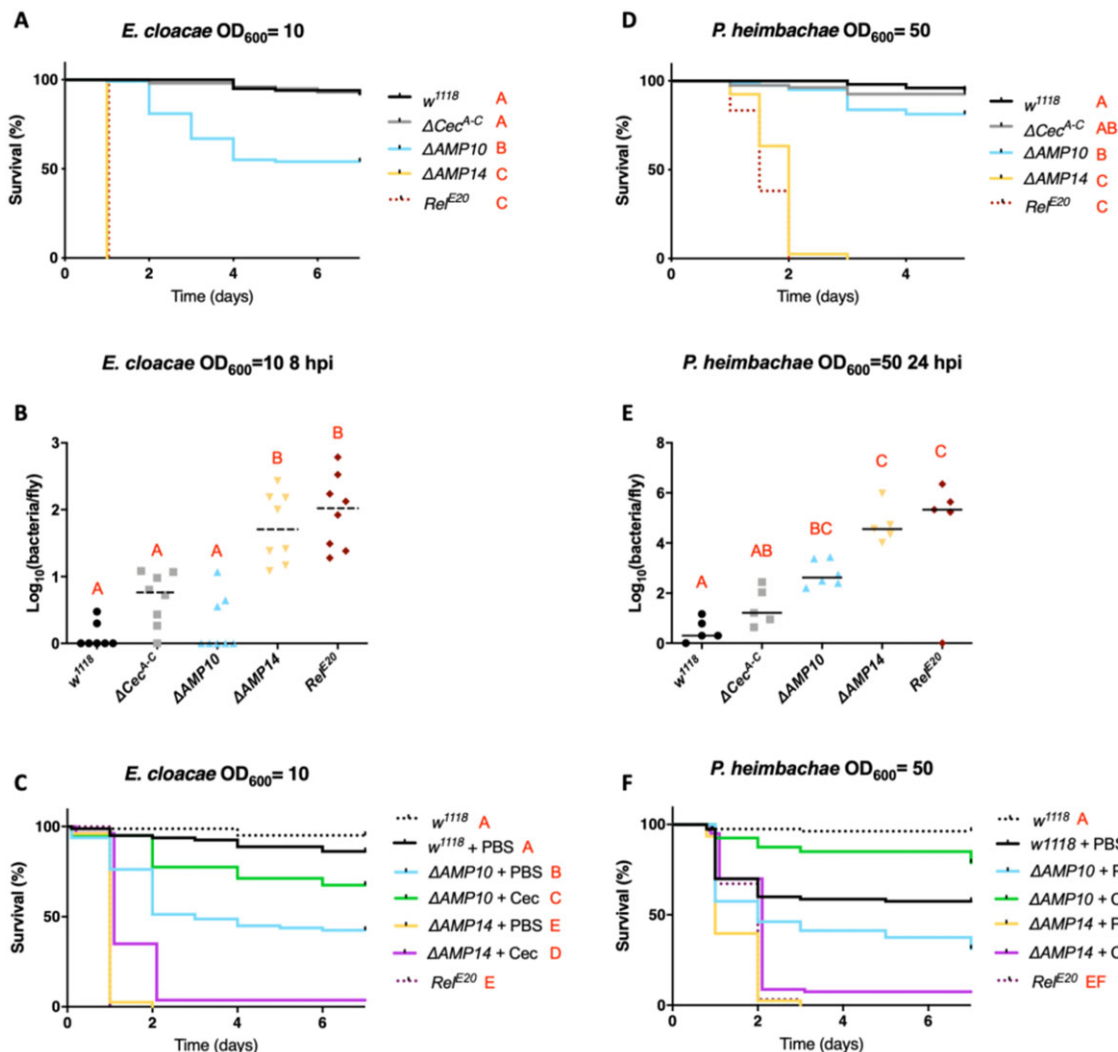 A
E. cloacae OD600= 10
Survival (%)
100
50
0
0 2 4 6
Time (days)
w1118 A
ΔCecA-C A
ΔAMP10 B
ΔAMP14 C
RelE20 C
D
P. heimbachae OD600= 50
Survival (%)
100
50
0
0 2 4
Time (days)
w1118 A
ΔCecA-C AB
ΔAMP10 B
ΔAMP14 C
RelE20 C
B
E. cloacae OD600=10 8 hpi
Log10(bacteria/fly)
3
2
1
0
A A A B B
w1118 ΔCecA-C ΔAMP10 ΔAMP14 RelE20
E
P. heimbachae OD600=50 24 hpi
Log10(bacteria/fly)
8
6
4
2
0
A AB BC C C
w1118 ΔCecA-C ΔAMP10 ΔAMP14 RelE20
C
E. cloacae OD600= 10
Survival (%)
100
50
0
0 2 4 6
Time (days)
w1118 A
w1118 + PBS A
ΔAMP10 + PBS B
ΔAMP10 + Cec C
ΔAMP14 + PBS E
ΔAMP14 + Cec D
RelE20 E
F
P. heimbachae OD600= 50
Survival (%)
100
50
0
0 2 4 6
Time (days)
w1118 A
w1118 + PBS
ΔAMP10 + P
ΔAMP10 + C
ΔAMP14 + P
ΔAMP14 + C
RelE20 EF